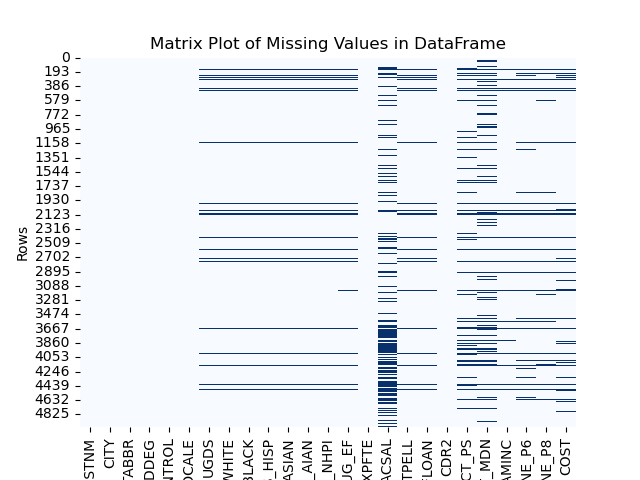 Matrix Plot of Missing Values in DataFrame
Rows
0
193
386
579
772
965
1158
1351
1544
1737
1930
2123
2316
2509
2702
2895
3088
3281
3474
3667
3860
4053
4246
4439
4632
4825
STNM
CITY
TABBR
DDEG
NTROL
OCALE
UGDS
WHITE
BLACK
_HISP
ASIAN
_AIAN
_NHPI
JG_EF
XPFTE
ACSAL
TPELL
FLOAN
CDR2
CT_PS
_MDN
AMINC
NE_P6
NE_P8
COST